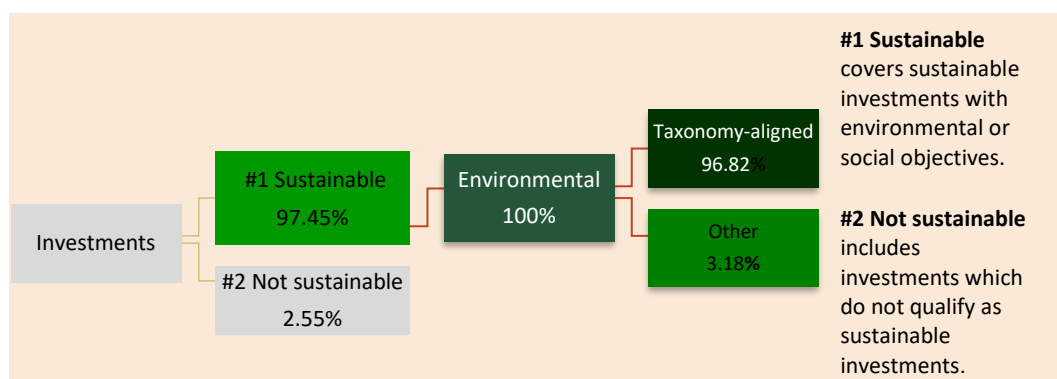 Investments
#1 Sustainable
97.45%
#2 Not sustainable
2.55%
Environmental
100%
Taxonomy-aligned
96.82%
Other
3.18%
#1 Sustainable
covers sustainable
investments with
environmental or
social objectives.
#2 Not sustainable
includes
investments which
do not qualify as
sustainable
investments.